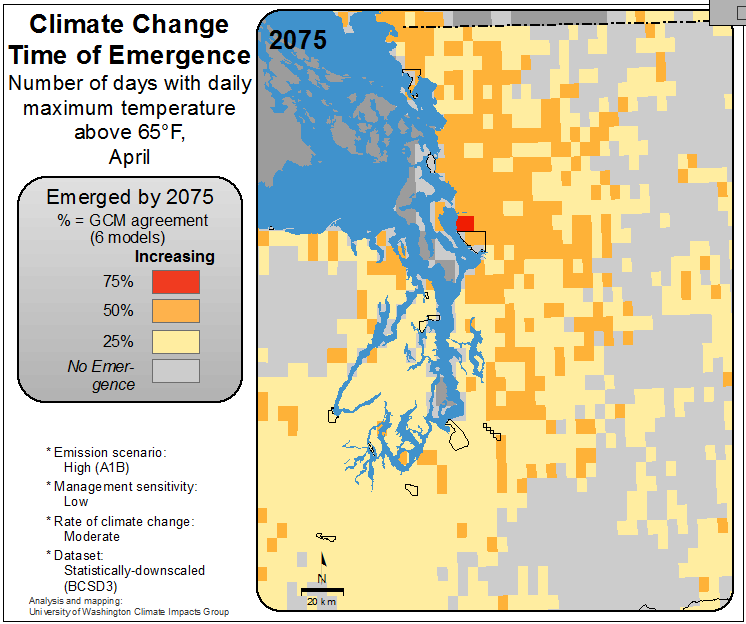 Climate Change
Time of Emergence
Number of days with daily
maximum temperature
above 65°F,
April
2075
Emerged by 2075
% = GCM agreement
(6 models)
Increasing
75%
50%
25%
No Emer-
gence
* Emission scenario:
High (A1B)
* Management sensitivity:
Low
* Rate of climate change:
Moderate
* Dataset:
Statistically-downscaled
(BCSD3)
Analysis and mapping:
University of Washington Climate Impacts Group
N
20 km